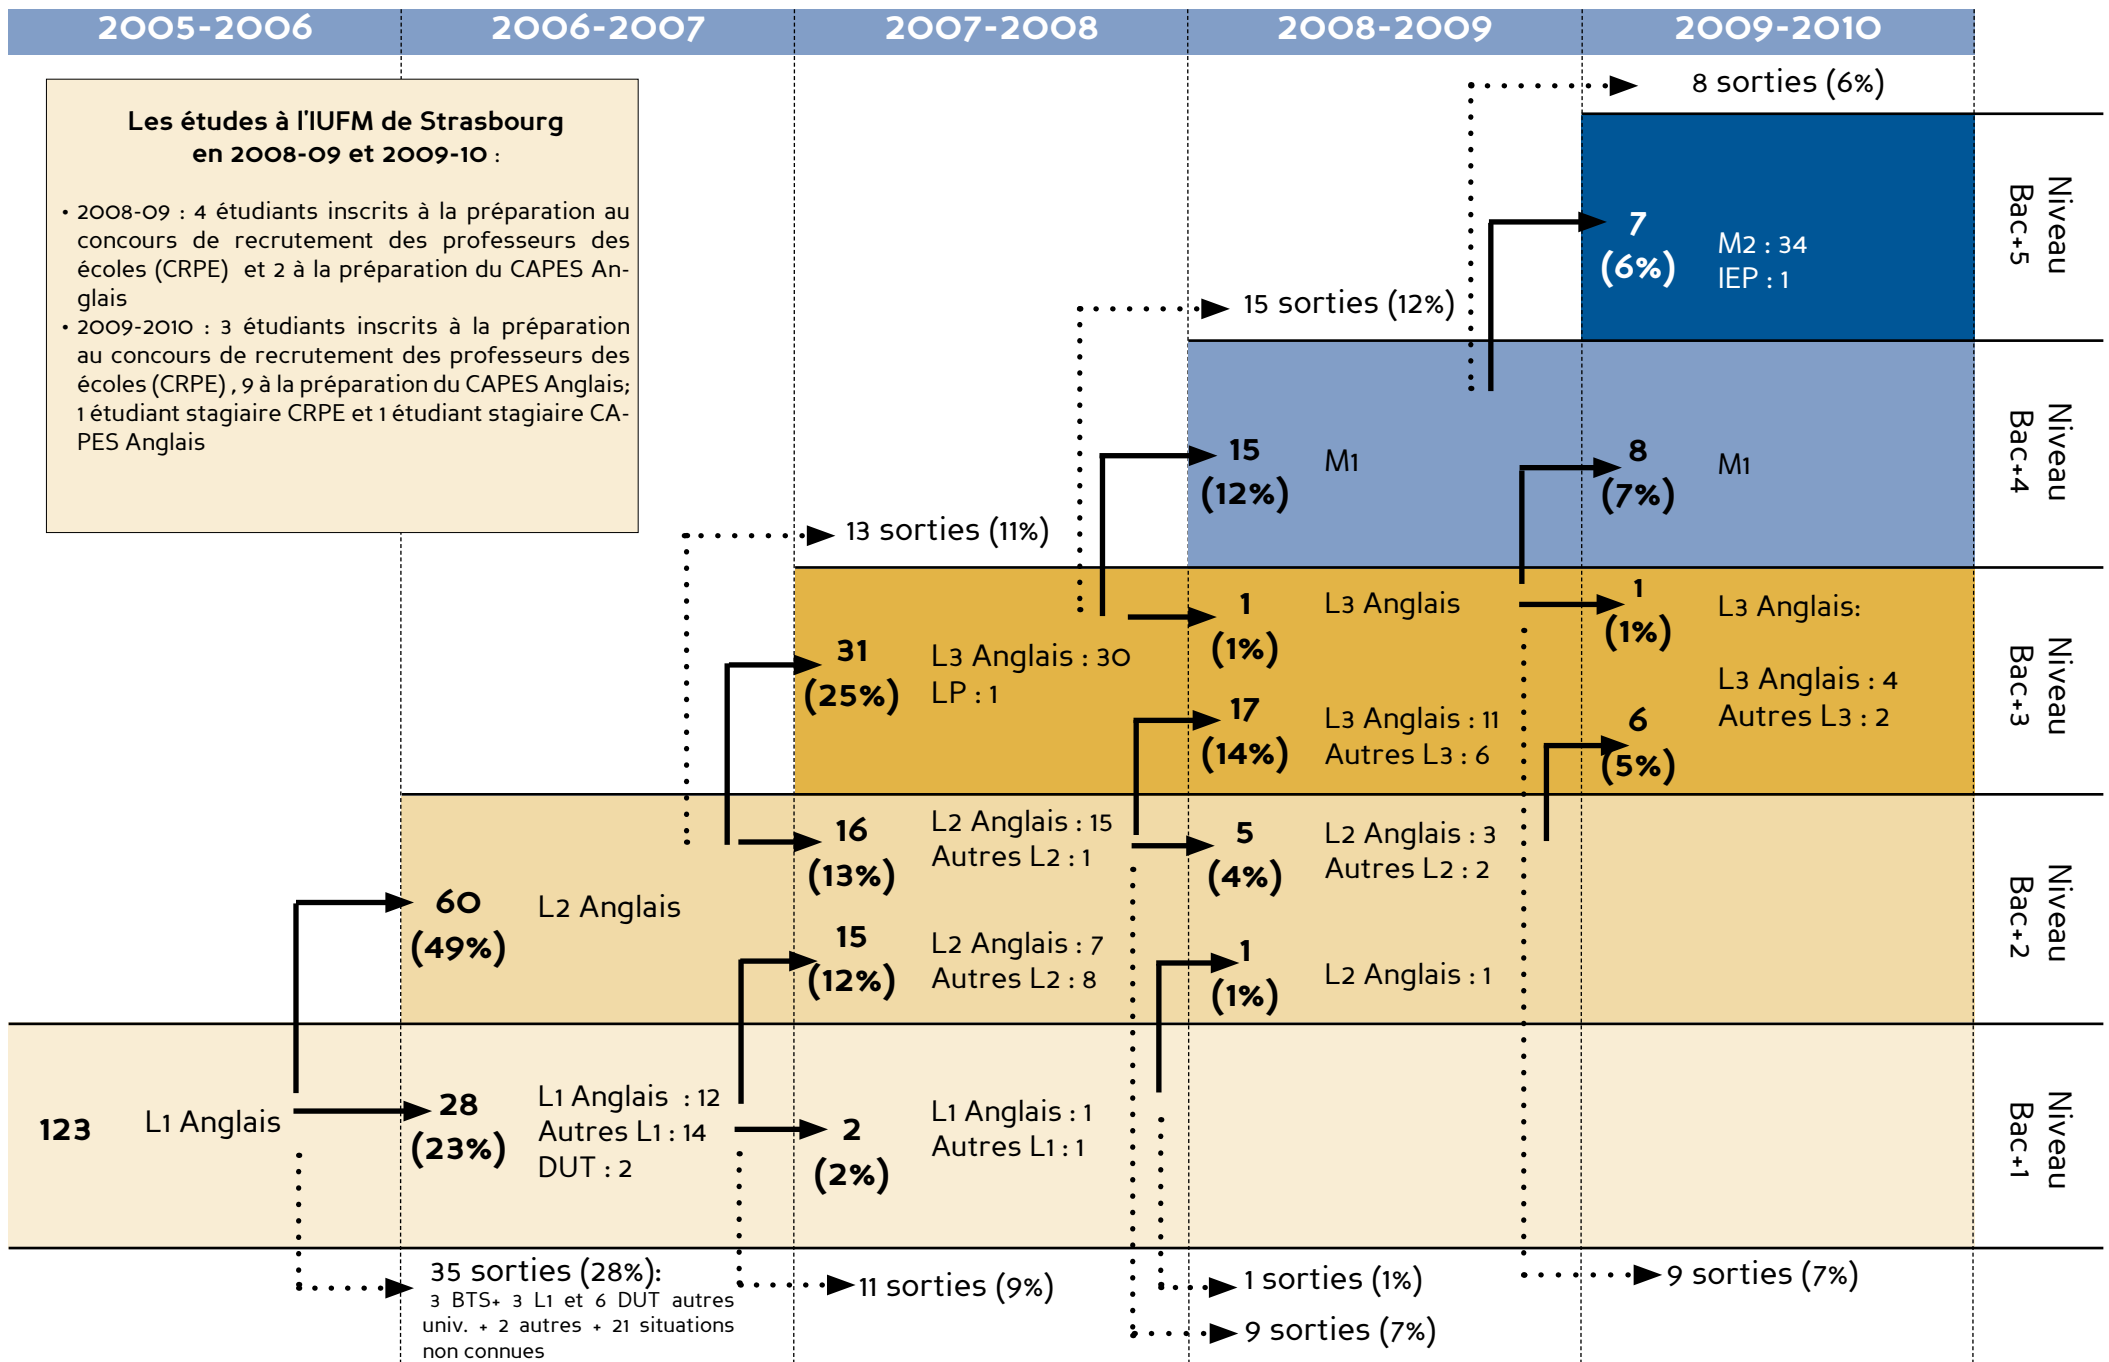 2005-2006
2006-2007
2007-2008
2008-2009
2009-2010
Les études à l'IUFM de Strasbourg
en 2008-09 et 2009-10 :
• 2008-09 : 4 étudiants inscrits à la préparation au
concours de recrutement des professeurs des
écoles (CRPE) et 2 à la préparation du CAPES An-
glais
• 2009-2010 : 3 étudiants inscrits à la préparation
au concours de recrutement des professeurs des
écoles (CRPE) , 9 à la préparation du CAPES Anglais;
1 étudiant stagiaire CRPE et 1 étudiant stagiaire CA-
PES Anglais
8 sorties (6%)
7
(6%)
M2 : 34
IEP : 1
Niveau
Bac+5
15 sorties (12%)
15
(12%)
M1
8
(7%)
M1
Niveau
Bac+4
13 sorties (11%)
31
(25%)
L3 Anglais : 30
LP : 1
1
(1%)
L3 Anglais
17
(14%)
L3 Anglais : 11
Autres L3 : 6
1
(1%)
L3 Anglais:
6
(5%)
L3 Anglais : 4
Autres L3 : 2
Niveau
Bac+3
60
(49%)
L2 Anglais
16
(13%)
L2 Anglais : 15
Autres L2 : 1
15
(12%)
L2 Anglais : 7
Autres L2 : 8
5
(4%)
L2 Anglais : 3
Autres L2 : 2
1
(1%)
L2 Anglais : 1
Niveau
Bac+2
123
L1 Anglais
28
(23%)
L1 Anglais : 12
Autres L1 : 14
DUT : 2
2
(2%)
L1 Anglais : 1
Autres L1 : 1
Niveau
Bac+1
35 sorties (28%):
3 BTS+ 3 L1 et 6 DUT autres
univ. + 2 autres + 21 situations
non connues
11 sorties (9%)
1 sorties (1%)
9 sorties (7%)
9 sorties (7%)